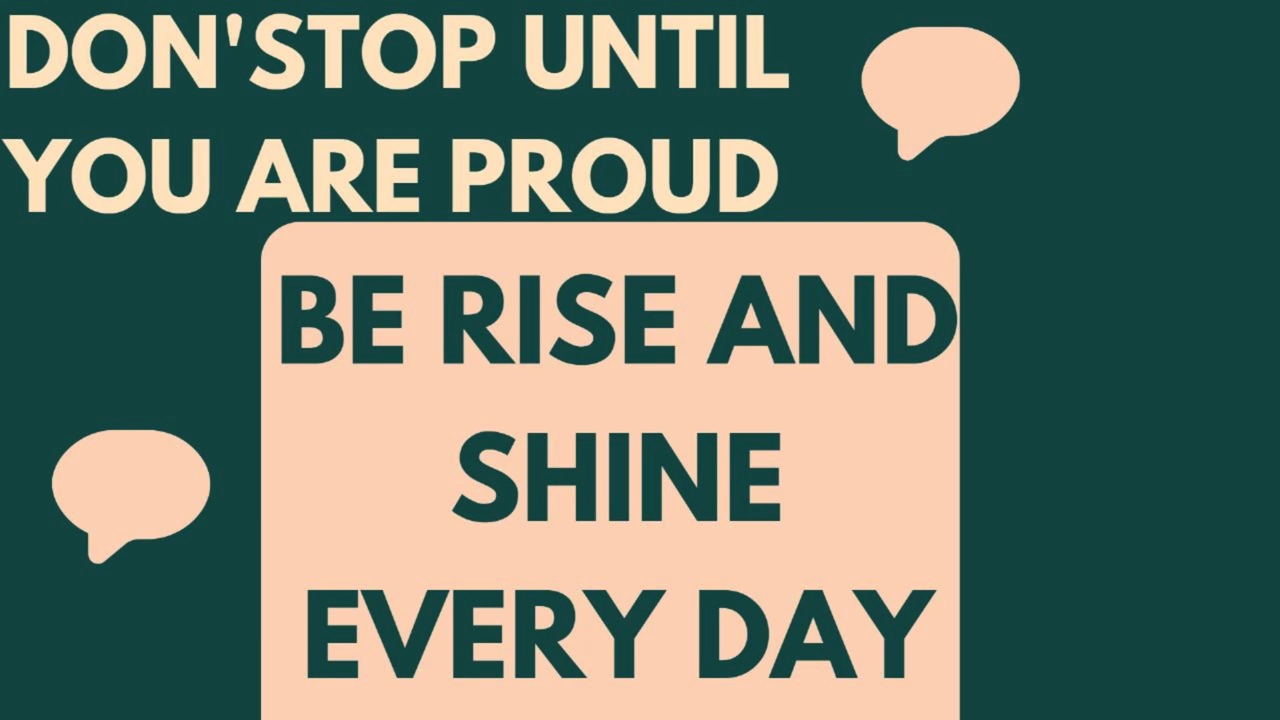 DON'STOP UNTIL
YOU ARE PROUD
BE RISE AND
SHINE
EVERY DAY